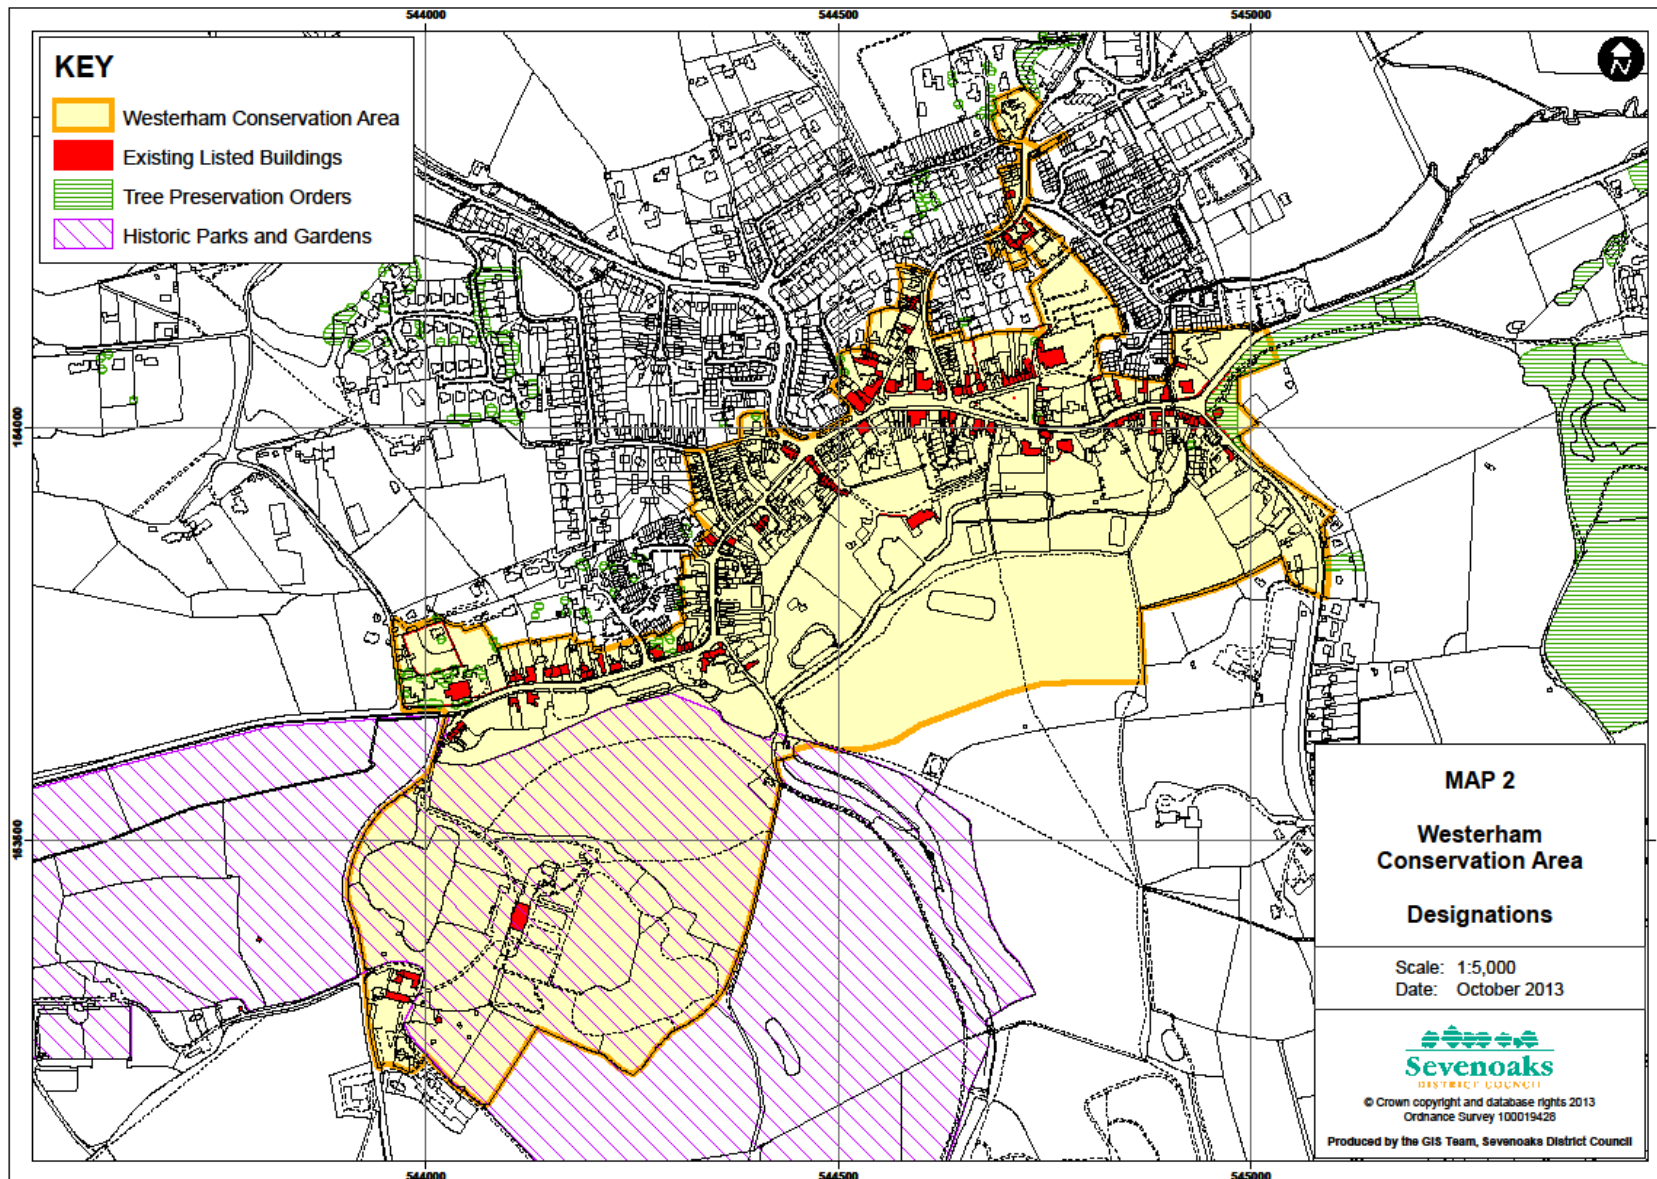 544000
544500
545000
KEY
Westerham Conservation Area
Existing Listed Buildings
Tree Preservation Orders
Historic Parks and Gardens
N
164000
163500
MAP 2
Westerham
Conservation Area
Designations
Scale: 1:5,000
Date: October 2013
Sevenoaks
DISTRICT COUNCIL
© Crown copyright and database rights 2013
Ordnance Survey 100019428
Produced by the GIS Team, Sevenoaks District Council
544000
544500
545000